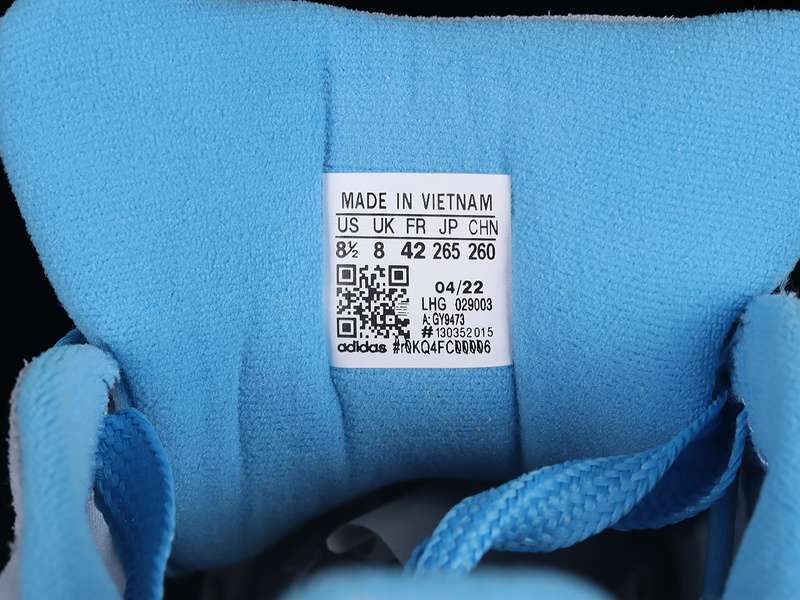 MADE IN VIETNAM
US UK FR JP CHN
8½ 8 42 265 260
04/22
LHG 029003
A: GY9473
#130352015
adidas #r0KQ4FC00006